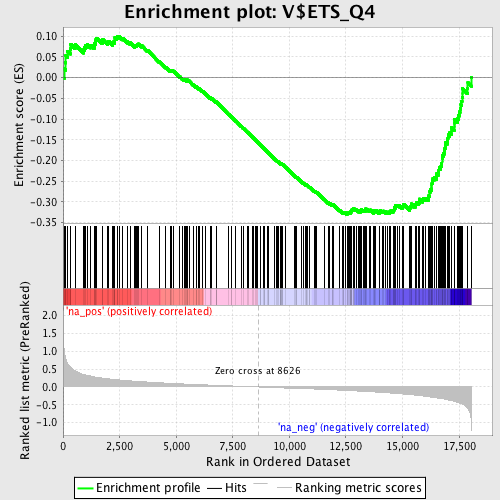 Enrichment plot: V$ETS_Q4
Enrichment score (ES)
0.10
0.05
0.00
-0.05
-0.10
-0.15
-0.20
-0.25
-0.30
-0.35
'na_pos' (positively correlated)
Ranked list metric (PreRanked)
2.0
1.5
1.0
0.5
0.0
-0.5
-1.0
Zero cross at 8626
'na_neg' (negatively correlated)
0
2,500
5,000
7,500
10,000
12,500
15,000
17,500
Rank in Ordered Dataset
Enrichment profile
Hits
Ranking metric scores